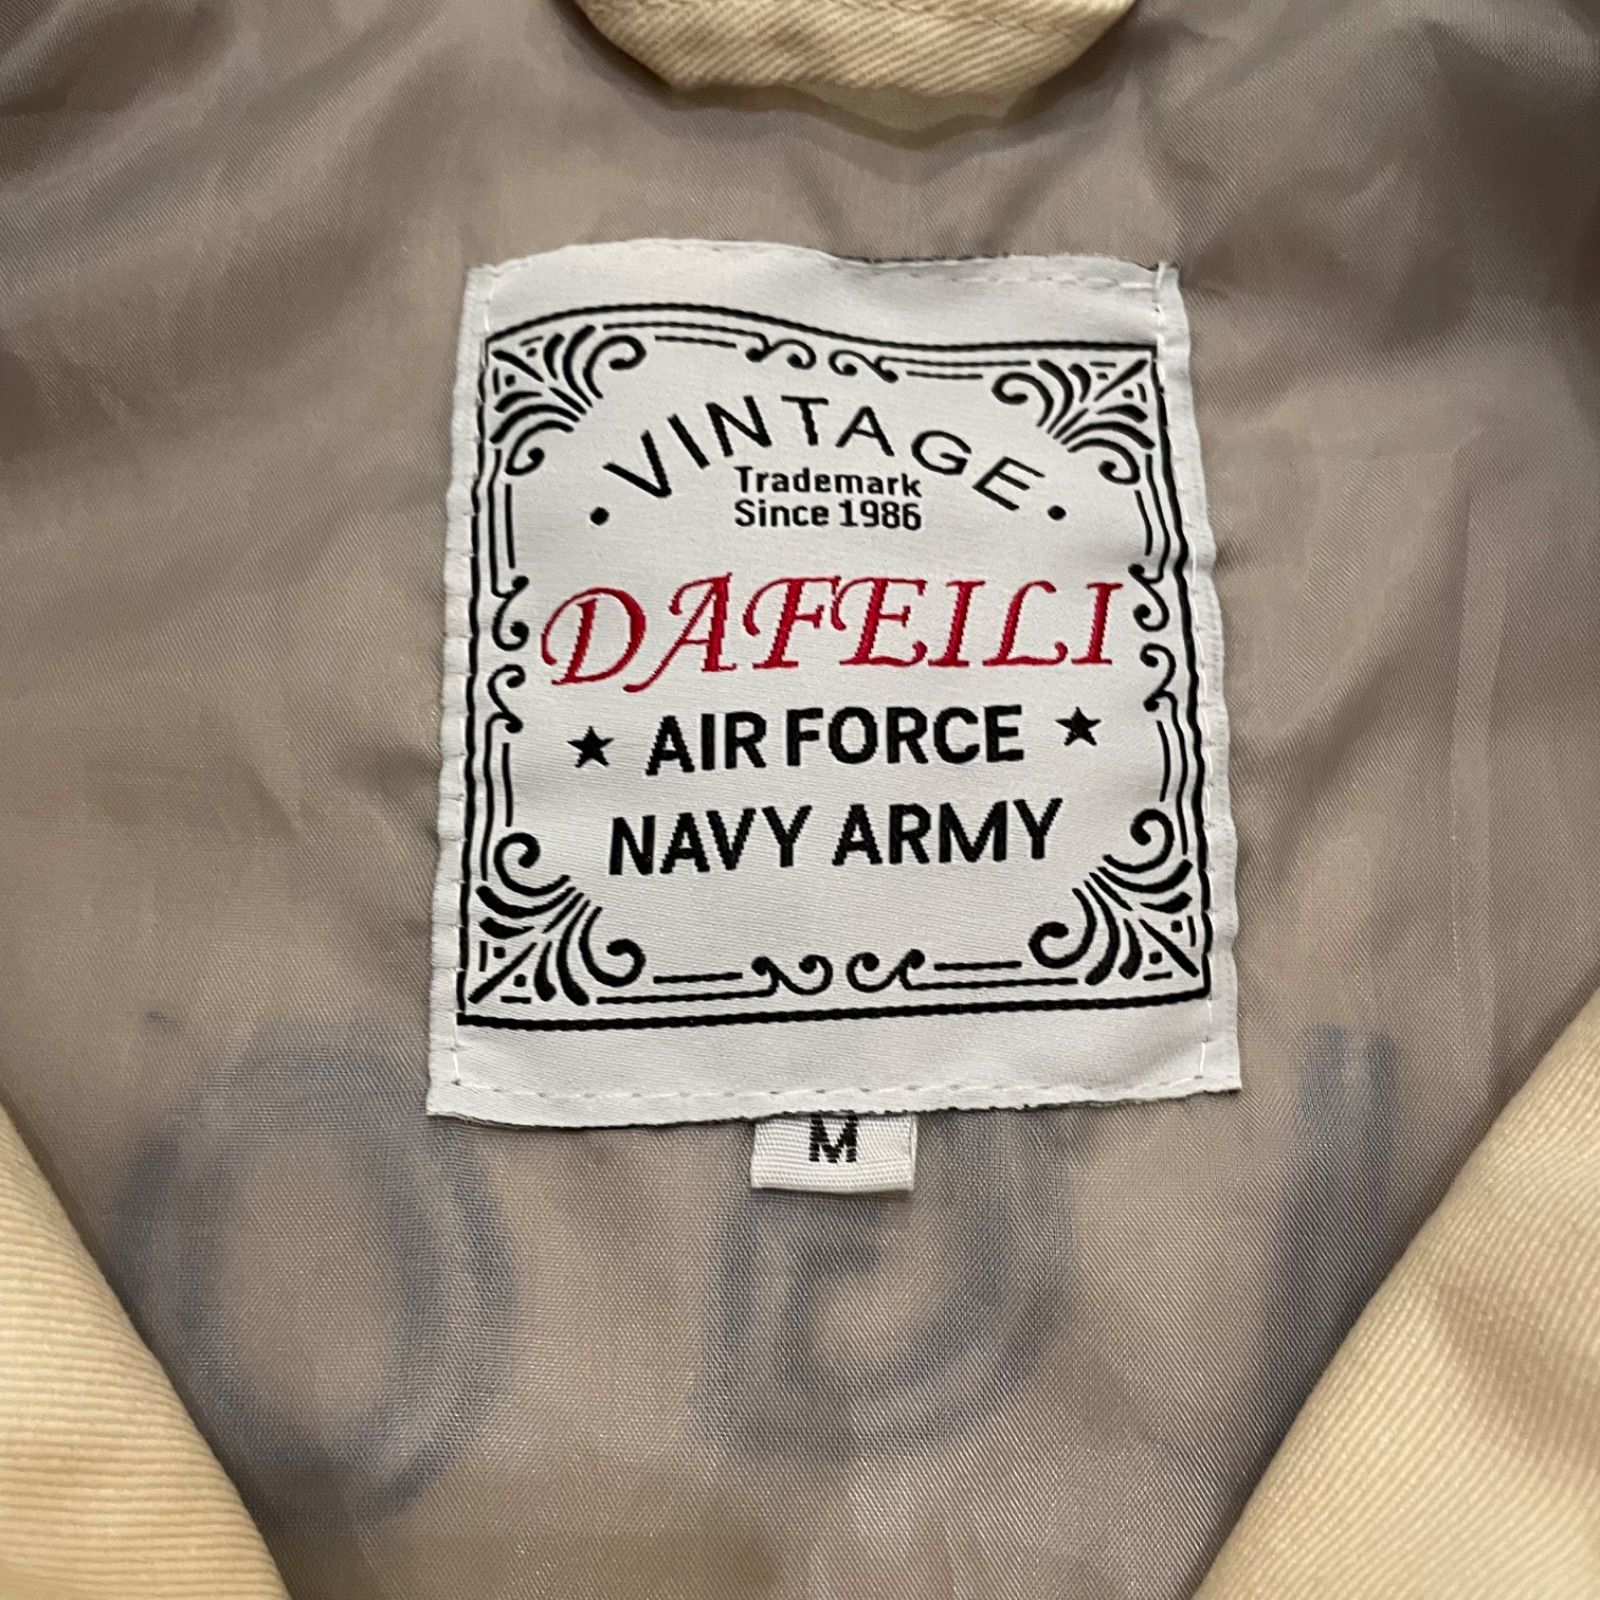 VINTAGE
Trademark
Since 1986
DAFEILI
★ AIR FORCE ★
NAVY ARMY
M